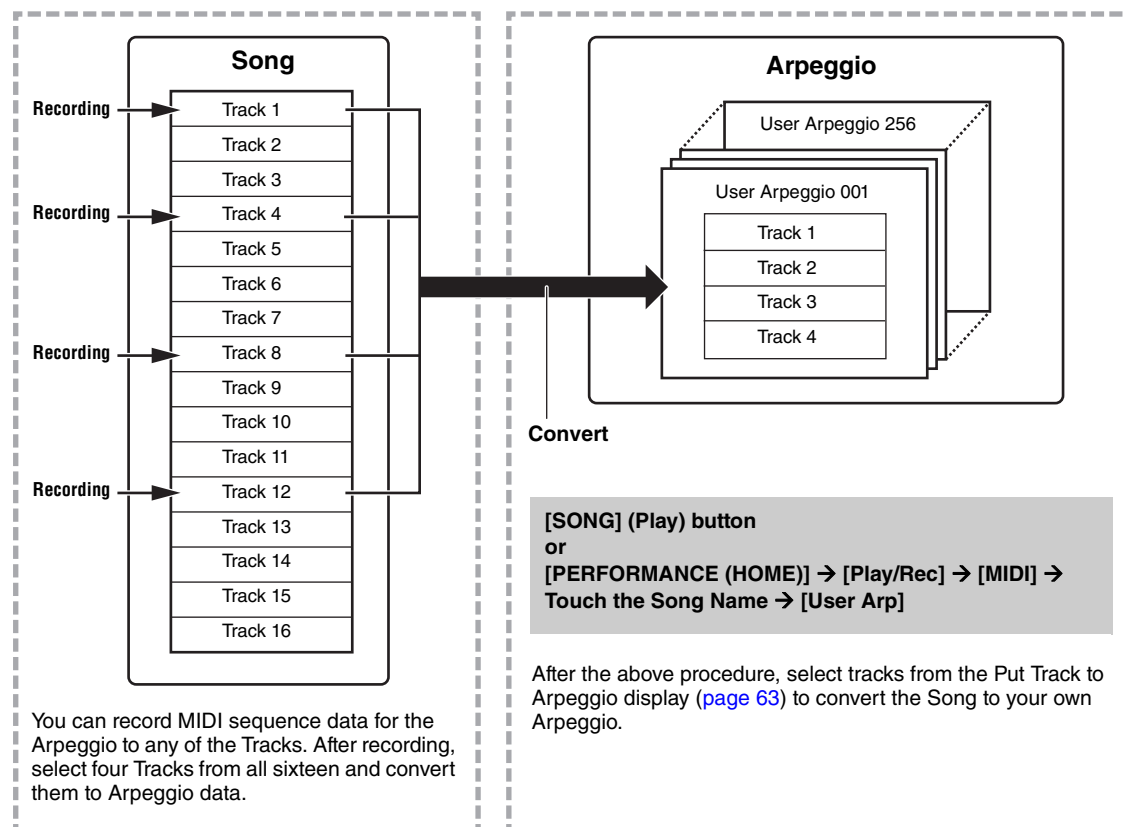 Song
Recording
Track 1
Track 2
Track 3
Recording
Track 4
Track 5
Track 6
Track 7
Recording
Track 8
Track 9
Track 10
Track 11
Recording
Track 12
Track 13
Track 14
Track 15
Track 16
You can record MIDI sequence data for the
Arpeggio to any of the Tracks. After recording,
select four Tracks from all sixteen and convert
them to Arpeggio data.
Arpeggio
User Arpeggio 256
User Arpeggio 001
Track 1
Track 2
Track 3
Track 4
Convert
[SONG] (Play) button
or
[PERFORMANCE (HOME)] → [Play/Rec] → [MIDI] →
Touch the Song Name → [User Arp]
After the above procedure, select tracks from the Put Track to
Arpeggio display (page 63) to convert the Song to your own
Arpeggio.